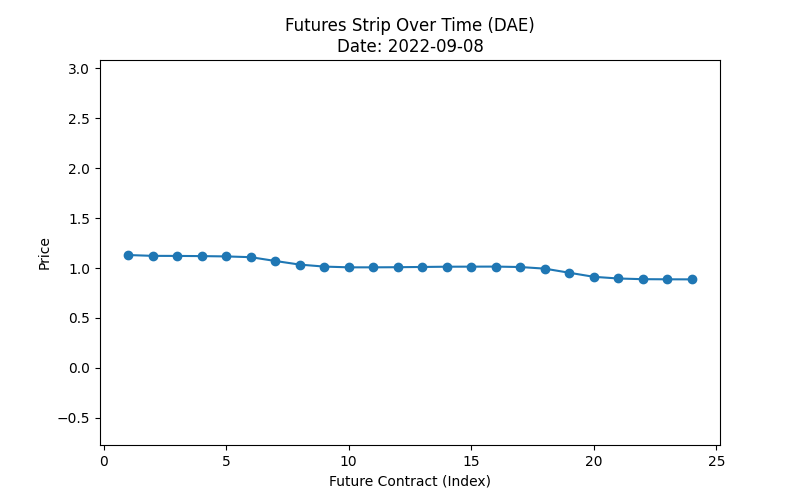 Futures Strip Over Time (DAE)
Date: 2022-09-08
3.0
2.5
2.0
1.5
1.0
0.5
0.0
−0.5
Price
0 5 10 15 20 25
Future Contract (Index)